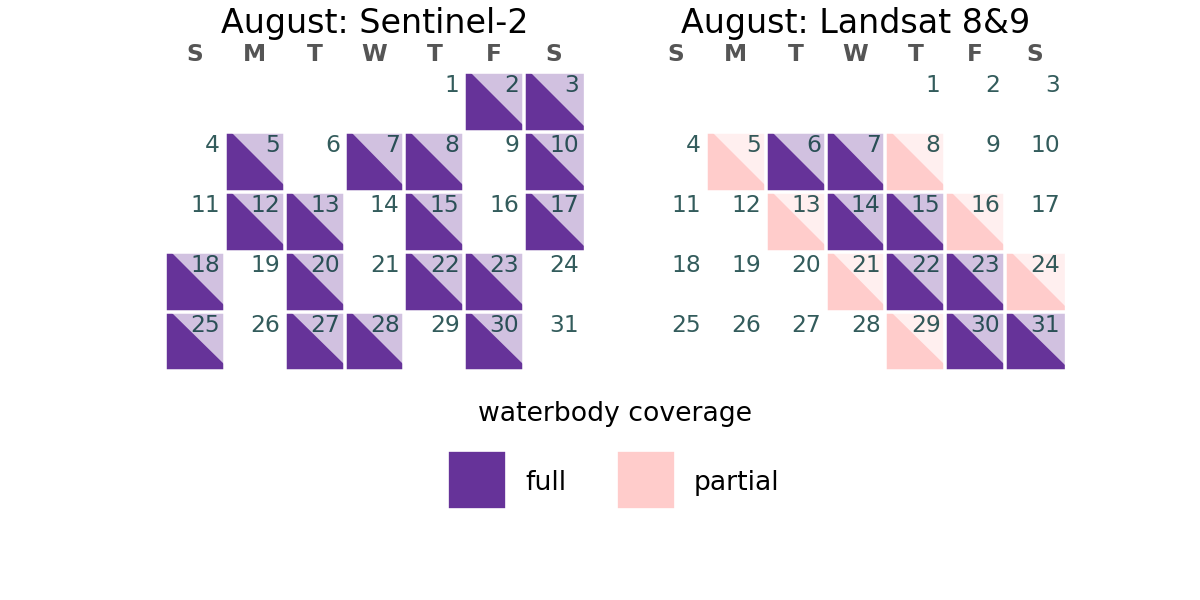 August: Sentinel-2
S M T W T F S
1 2 3
4 5 6 7 8 9 10
11 12 13 14 15 16 17
18 19 20 21 22 23 24
25 26 27 28 29 30 31
August: Landsat 8&9
S M T W T F S
1 2 3
4 5 6 7 8 9 10
11 12 13 14 15 16 17
18 19 20 21 22 23 24
25 26 27 28 29 30 31
waterbody coverage
full
partial